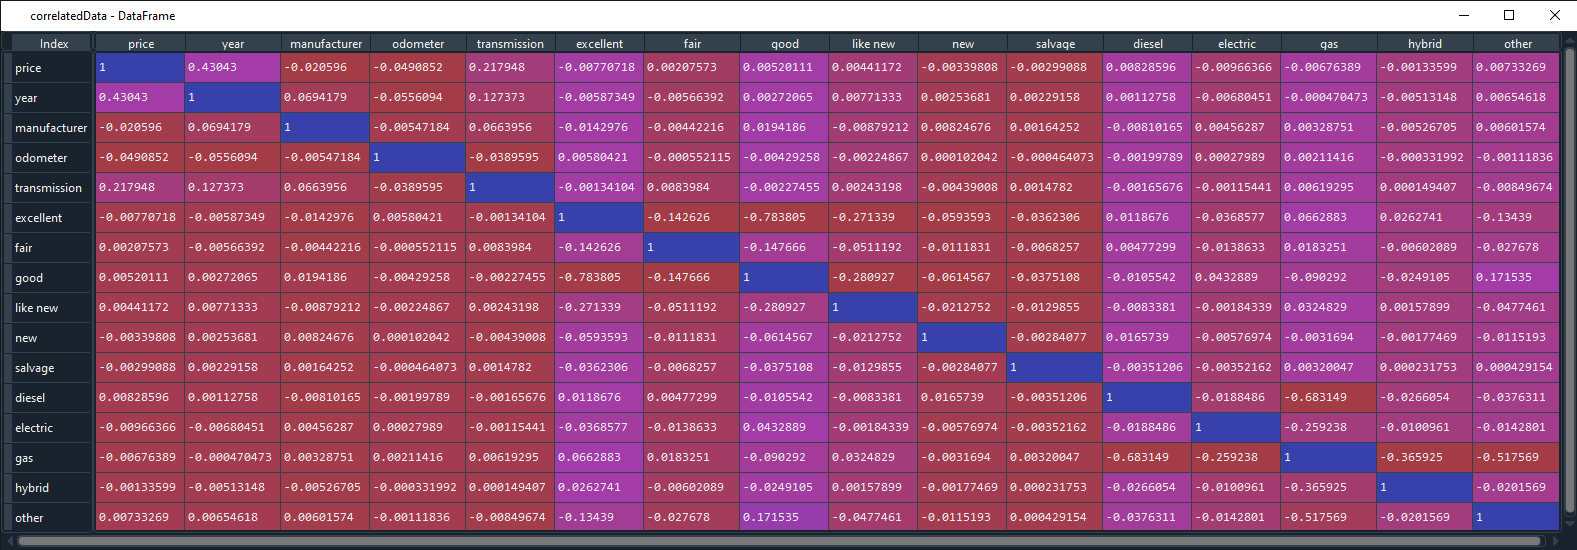 correlatedData - DataFrame
Index price year manufacturer odometer transmission excellent fair good like new new salvage diesel electric gas hybrid other
price 1 0.43043 -0.020596 -0.0490852 0.217948 -0.00770718 0.00207573 0.00520111 0.00441172 -0.00339808 -0.00299088 0.00828596 -0.00966366 -0.00676389 -0.00133599 0.00733269
year 0.43043 1 0.0694179 -0.0556094 0.127373 -0.00587349 -0.00566392 0.00272065 0.00771333 0.00253681 0.00229158 0.00112758 -0.00680451 -0.000470473 -0.00513148 0.00654618
manufacturer -0.020596 0.0694179 1 -0.00547184 0.0663956 -0.0142976 -0.00442216 0.0194186 -0.00879212 0.00824676 0.00164252 -0.00810165 0.00456287 0.00328751 -0.00526705 0.00601574
odometer -0.0490852 -0.0556094 -0.00547184 1 -0.0389595 0.00580421 -0.000552115 -0.00429258 -0.00224867 0.000102042 -0.000464073 -0.00199789 0.00027989 0.00211416 -0.000331992 -0.00111836
transmission 0.217948 0.127373 0.0663956 -0.0389595 1 -0.00134104 0.0083984 -0.00227455 0.00243198 -0.00439008 0.0014782 -0.00165676 -0.00115441 0.00619295 0.000149407 -0.00849674
excellent -0.00770718 -0.00587349 -0.0142976 0.00580421 -0.00134104 1 -0.142626 -0.783805 -0.271339 -0.0593593 -0.0362306 0.0118676 -0.0368577 0.0662883 0.0262741 -0.13439
fair 0.00207573 -0.00566392 -0.00442216 -0.000552115 0.0083984 -0.142626 1 -0.147666 -0.0511192 -0.0111831 -0.0068257 0.00477299 -0.0138633 0.0183251 -0.00602089 -0.027678
good 0.00520111 0.00272065 0.0194186 -0.00429258 -0.00227455 -0.783805 -0.147666 1 -0.280927 -0.0614567 -0.0375108 -0.0105542 0.0432889 -0.090292 -0.0249105 0.171535
like new 0.00441172 0.00771333 -0.00879212 -0.00224867 0.00243198 -0.271339 -0.0511192 -0.280927 1 -0.0212752 -0.0129855 -0.0083381 -0.00184339 0.0324829 0.00157899 -0.0477461
new -0.00339808 0.00253681 0.00824676 0.000102042 -0.00439008 -0.0593593 -0.0111831 -0.0614567 -0.0212752 1 -0.00284077 0.0165739 -0.00576974 -0.0031694 -0.00177469 -0.0115193
salvage -0.00299088 0.00229158 0.00164252 -0.000464073 0.0014782 -0.0362306 -0.0068257 -0.0375108 -0.0129855 -0.00284077 1 -0.00351206 -0.00352162 0.00320047 0.000231753 0.000429154
diesel 0.00828596 0.00112758 -0.00810165 -0.00199789 -0.00165676 0.0118676 0.00477299 -0.0105542 -0.0083381 0.0165739 -0.00351206 1 -0.0188486 -0.683149 -0.0266054 -0.0376311
electric -0.00966366 -0.00680451 0.00456287 0.00027989 -0.00115441 -0.0368577 -0.0138633 0.0432889 -0.00184339 -0.00576974 -0.00352162 -0.0188486 1 -0.259238 -0.0100961 -0.0142801
gas -0.00676389 -0.000470473 0.00328751 0.00211416 0.00619295 0.0662883 0.0183251 -0.090292 0.0324829 -0.0031694 0.00320047 -0.683149 -0.259238 1 -0.365925 -0.517569
hybrid -0.00133599 -0.00513148 -0.00526705 -0.000331992 0.000149407 0.0262741 -0.00602089 -0.0249105 0.00157899 -0.00177469 0.000231753 -0.0266054 -0.0100961 -0.365925 1 -0.0201569
other 0.00733269 0.00654618 0.00601574 -0.00111836 -0.00849674 -0.13439 -0.027678 0.171535 -0.0477461 -0.0115193 0.000429154 -0.0376311 -0.0142801 -0.517569 -0.0201569 1